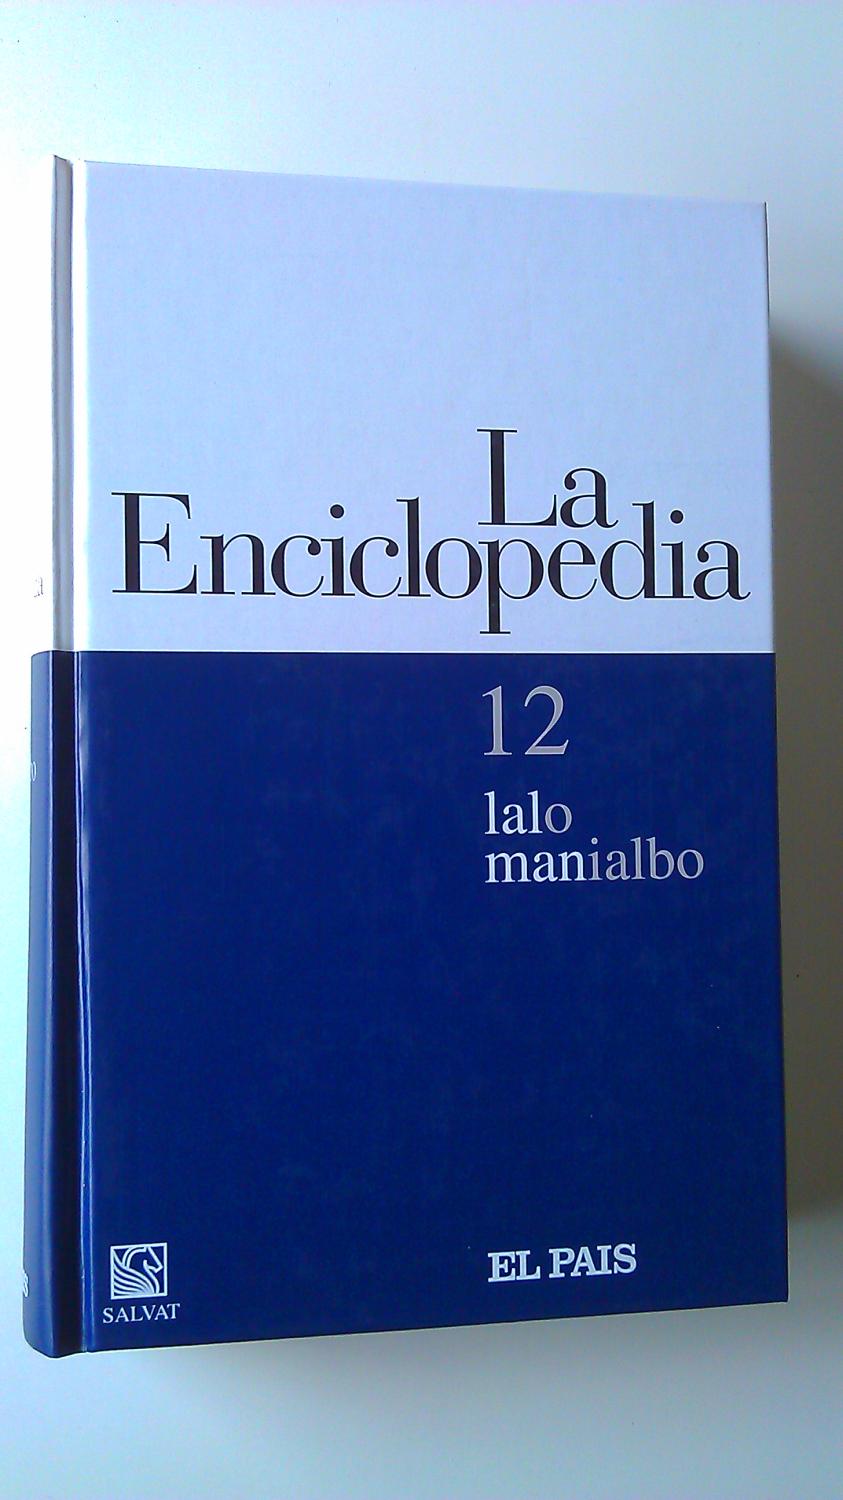 La
Enciclopedia
12
lalo
manialbo
EL PAIS
SALVAT